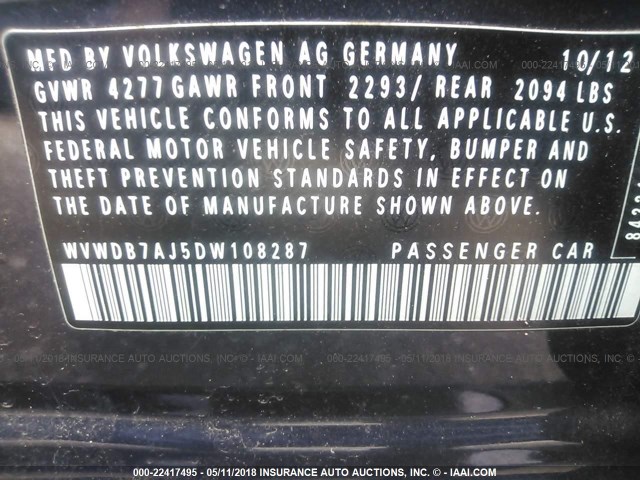 MFD BY VOLKSWAGEN AG GERMANY 10/12
GVWR 4277 GAWR FRONT 2293/ REAR 2094 LBS
THIS VEHICLE CONFORMS TO ALL APPLICABLE U.S.
FEDERAL MOTOR VEHICLE SAFETY, BUMPER AND
THEFT PREVENTION STANDARDS IN EFFECT ON
THE DATE OF MANUFACTURE SHOWN ABOVE.
WVWDB7AJ5DW108287 PASSENGER CAR
000-22417495 - 05/11/2018 INSURANCE AUTO AUCTIONS, INC. - © IAAI.COM